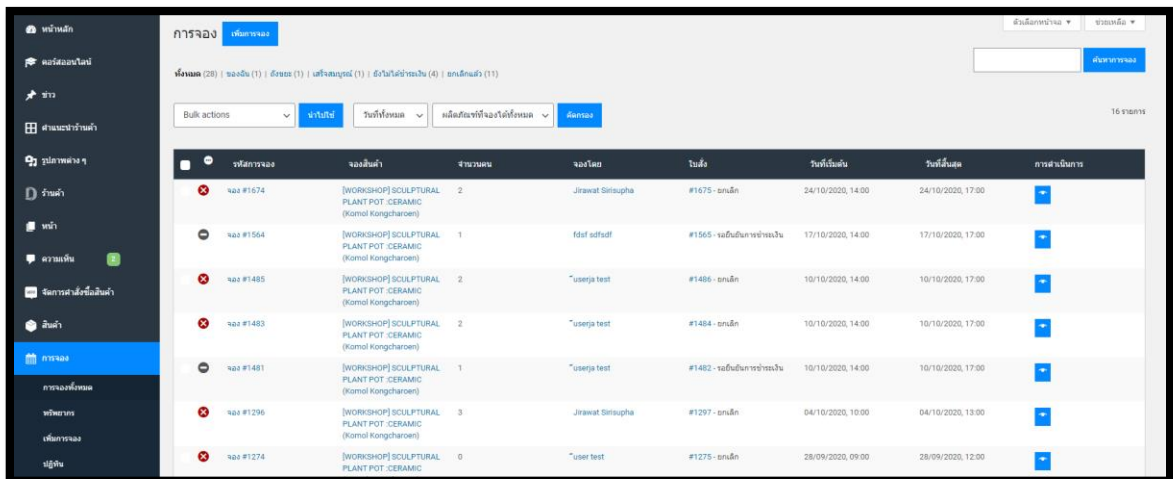 หน้าหลัก
คอร์สออนไลน์
ข่าว
คำแนะนำร้านค้า
รูปภาพต่าง ๆ
ร้านค้า
หน้า
ความเห็น 2
จัดการคำสั่งซื้อสินค้า
สินค้า
การจอง
การจองทั้งหมด
ทรัพยากร
เพิ่มการจอง
ปฏิทิน
ตัวเลือกหน้าจอ ช่วยเหลือ
การจอง เพิ่มการจอง
ค้นหาการจอง
ทั้งหมด (28) | ของฉัน (1) | ถังขยะ (1) | เสร็จสมบูรณ์ (1) | ยังไม่ได้ชำระเงิน (4) | ยกเลิกแล้ว (11)
Bulk actions นำไปใช้ วันที่ทั้งหมด ผลิตภัณฑ์ที่จองได้ทั้งหมด คัดกรอง 16 รายการ
รหัสการจอง จองสินค้า จำนวนคน จองโดย ใบสั่ง วันที่เริ่มต้น วันที่สิ้นสุด การดำเนินการ
จอง #1674 [WORKSHOP] SCULPTURAL 2 Jirawat Sirisupha #1675 - ยกเลิก 24/10/2020, 14:00 24/10/2020, 17:00
PLANT POT :CERAMIC
(Komol Kongcharoen)
จอง #1564 [WORKSHOP] SCULPTURAL 1 fdsf sdfsdf #1565 - รอยืนยันการชำระเงิน 17/10/2020, 14:00 17/10/2020, 17:00
PLANT POT :CERAMIC
(Komol Kongcharoen)
จอง #1485 [WORKSHOP] SCULPTURAL 2 ิuserja test #1486 - ยกเลิก 10/10/2020, 14:00 10/10/2020, 17:00
PLANT POT :CERAMIC
(Komol Kongcharoen)
จอง #1483 [WORKSHOP] SCULPTURAL 2 ิuserja test #1484 - ยกเลิก 10/10/2020, 14:00 10/10/2020, 17:00
PLANT POT :CERAMIC
(Komol Kongcharoen)
จอง #1481 [WORKSHOP] SCULPTURAL 1 ิuserja test #1482 - รอยืนยันการชำระเงิน 10/10/2020, 14:00 10/10/2020, 17:00
PLANT POT :CERAMIC
(Komol Kongcharoen)
จอง #1296 [WORKSHOP] SCULPTURAL 3 Jirawat Sirisupha #1297 - ยกเลิก 04/10/2020, 10:00 04/10/2020, 13:00
PLANT POT :CERAMIC
(Komol Kongcharoen)
จอง #1274 [WORKSHOP] SCULPTURAL 0 ิuser test #1275 - ยกเลิก 28/09/2020, 09:00 28/09/2020, 12:00
PLANT POT :CERAMIC